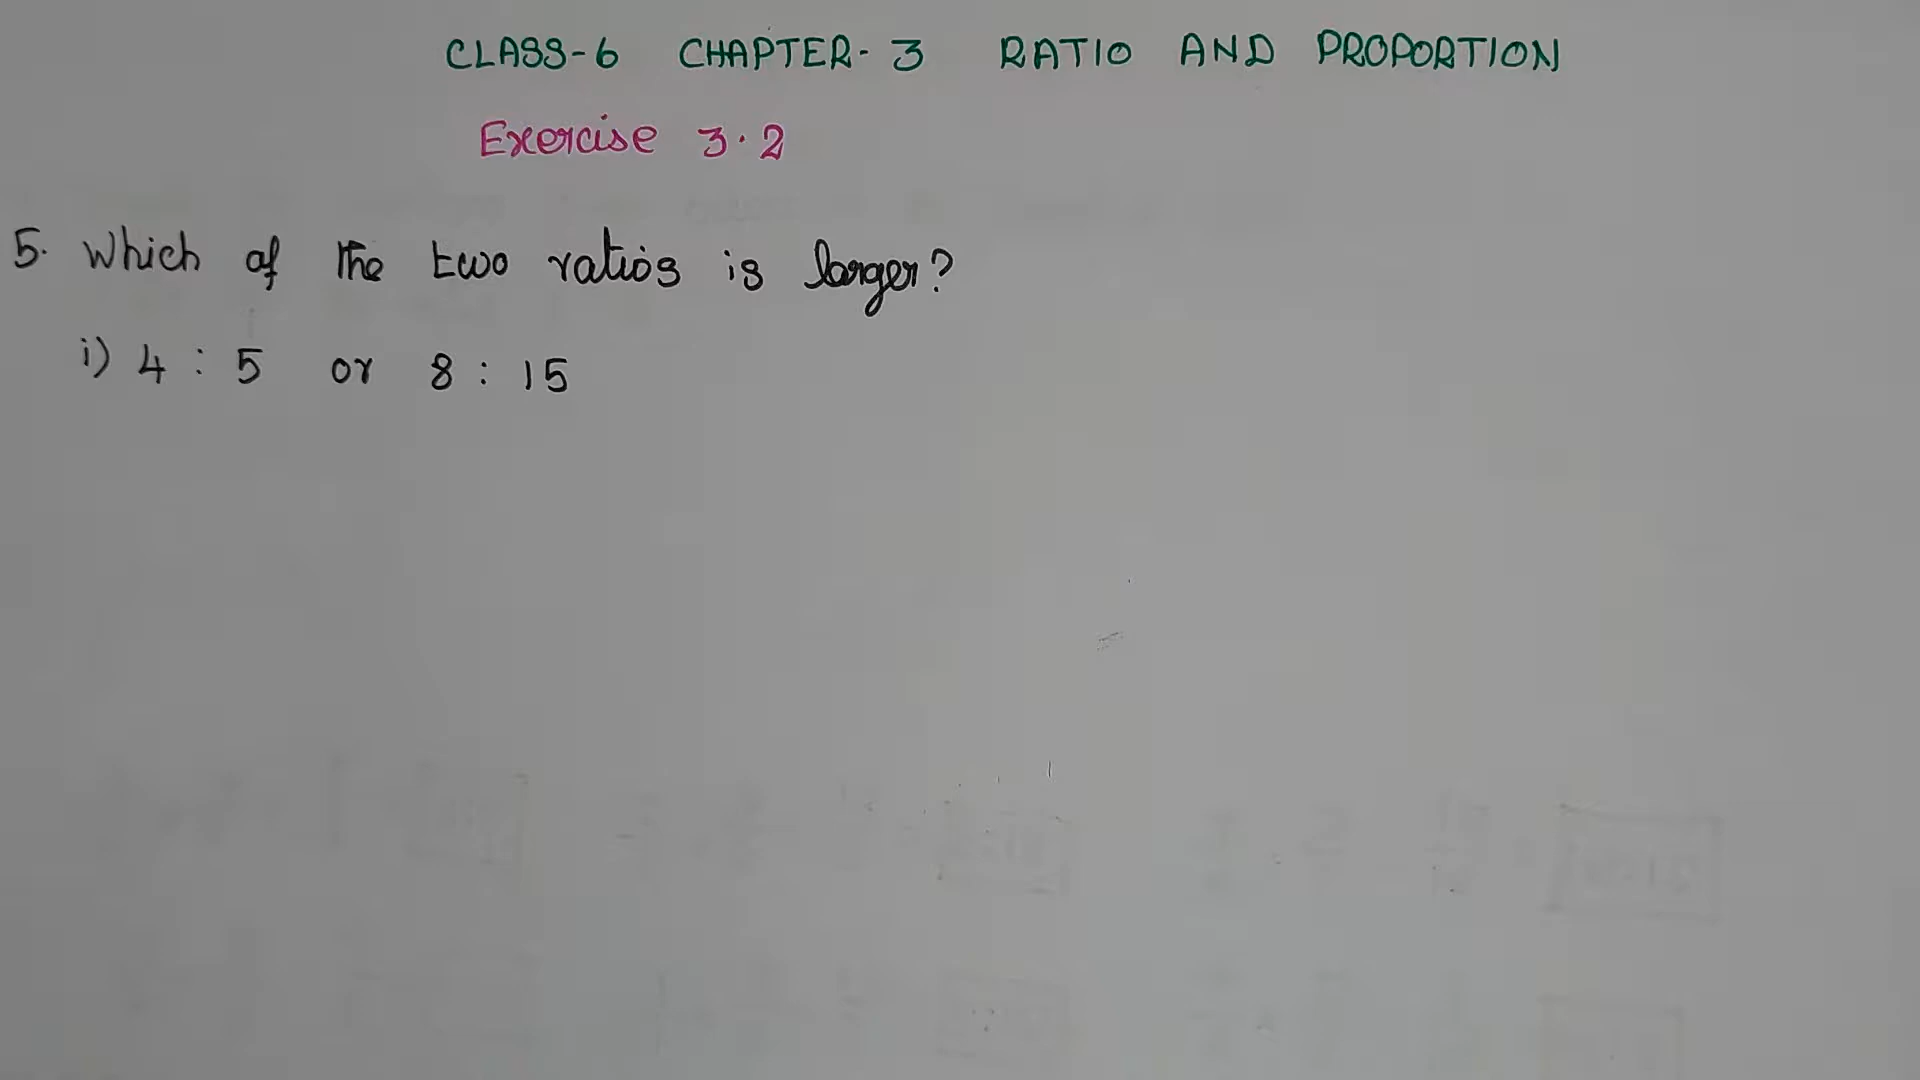 CLASS-6 CHAPTER-3 RATIO AND PROPORTION
Exercise 3.2
5. Which of the two ratios is larger?
i) 4 : 5 or 8 : 15